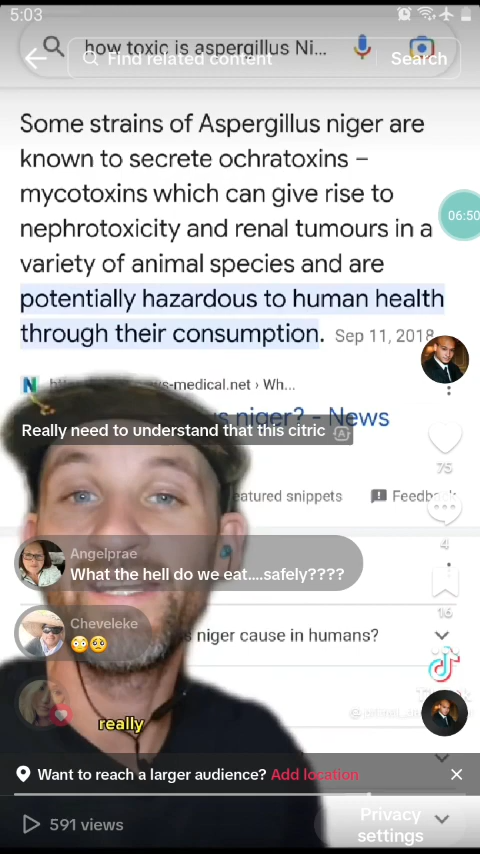 5:03
how toxic is aspergillus Ni...
Find related content
Search
Some strains of Aspergillus niger are
known to secrete ochratoxins –
mycotoxins which can give rise to
nephrotoxicity and renal tumours in a
variety of animal species and are
potentially hazardous to human health
through their consumption. Sep 11, 2018
06:50
s-medical.net › Wh...
s niger? - News
Really need to understand that this citric
eatured snippets
Feedback
75
Angelprae
What the hell do we eat....safely????
4
16
Cheveleke
s niger cause in humans?
really
Want to reach a larger audience? Add location
591 views
Privacy
settings